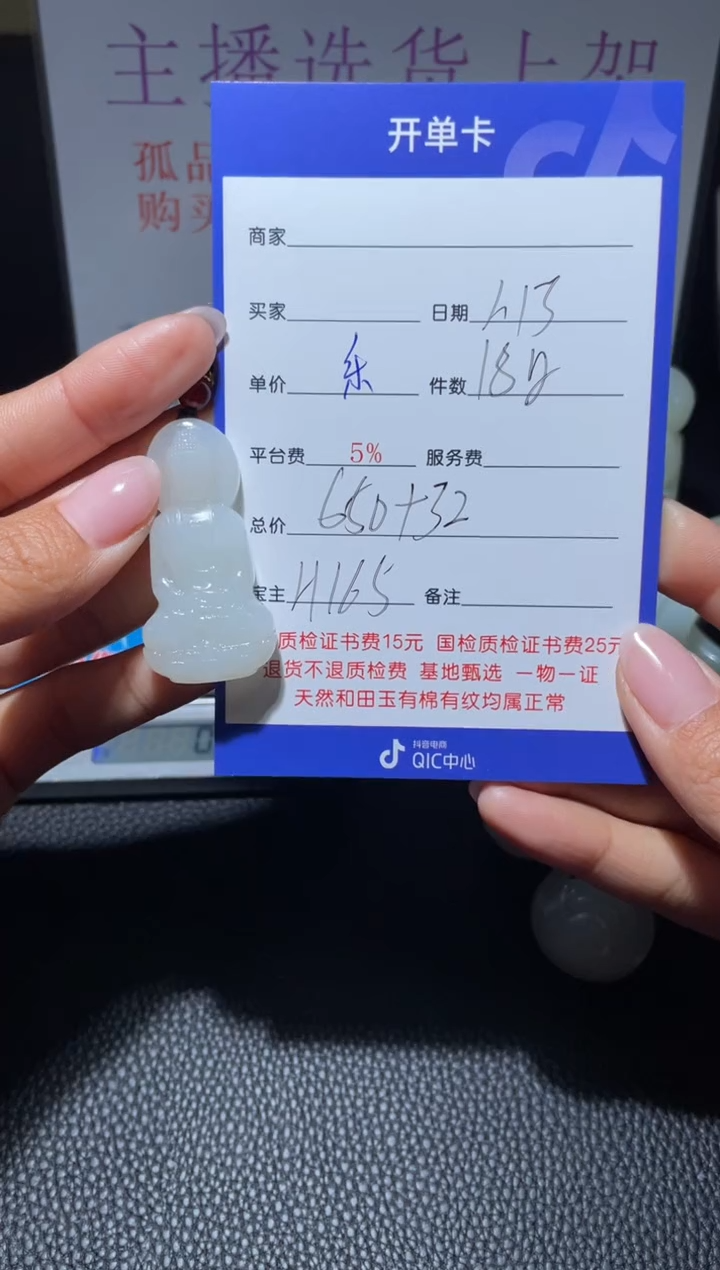 主播选货上架
孤品
购买
开单卡
商家
买家 日期
单价 乐 件数 18g
平台费 5% 服务费
总价 650+32
宝主 H165 备注
质检证书费15元 国检质检证书费25元
退货不退质检费 基地甄选 一物一证
天然和田玉有棉有纹均属正常
抖音电商
QIC中心
0